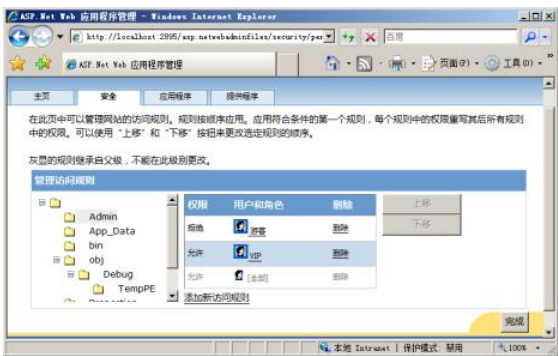 ASP.Net Web 应用程序管理 - Windows Internet Explorer
http://localhost:2895/asp.netwebadminfiles/security/per
百度
ASP.Net Web 应用程序管理
页面(P) 工具(O)
主页 安全 应用程序 提供程序
在此页中可以管理网站的访问规则。规则按顺序应用。应用符合条件的第一个规则，每个规则中的权限重写其后所有规则
中的权限。可以使用“上移”和“下移”按钮来更改选定规则的顺序。
灰显的规则继承自父级，不能在此级别更改。
管理访问规则
权限 用户和角色 删除
上移
下移
Admin
App_Data
bin
obj
Debug
TempPE
Properties
拒绝 游客 删除
允许 VIP 删除
允许 [全部] 删除
添加新访问规则
完成
本地 Intranet | 保护模式: 禁用
100%